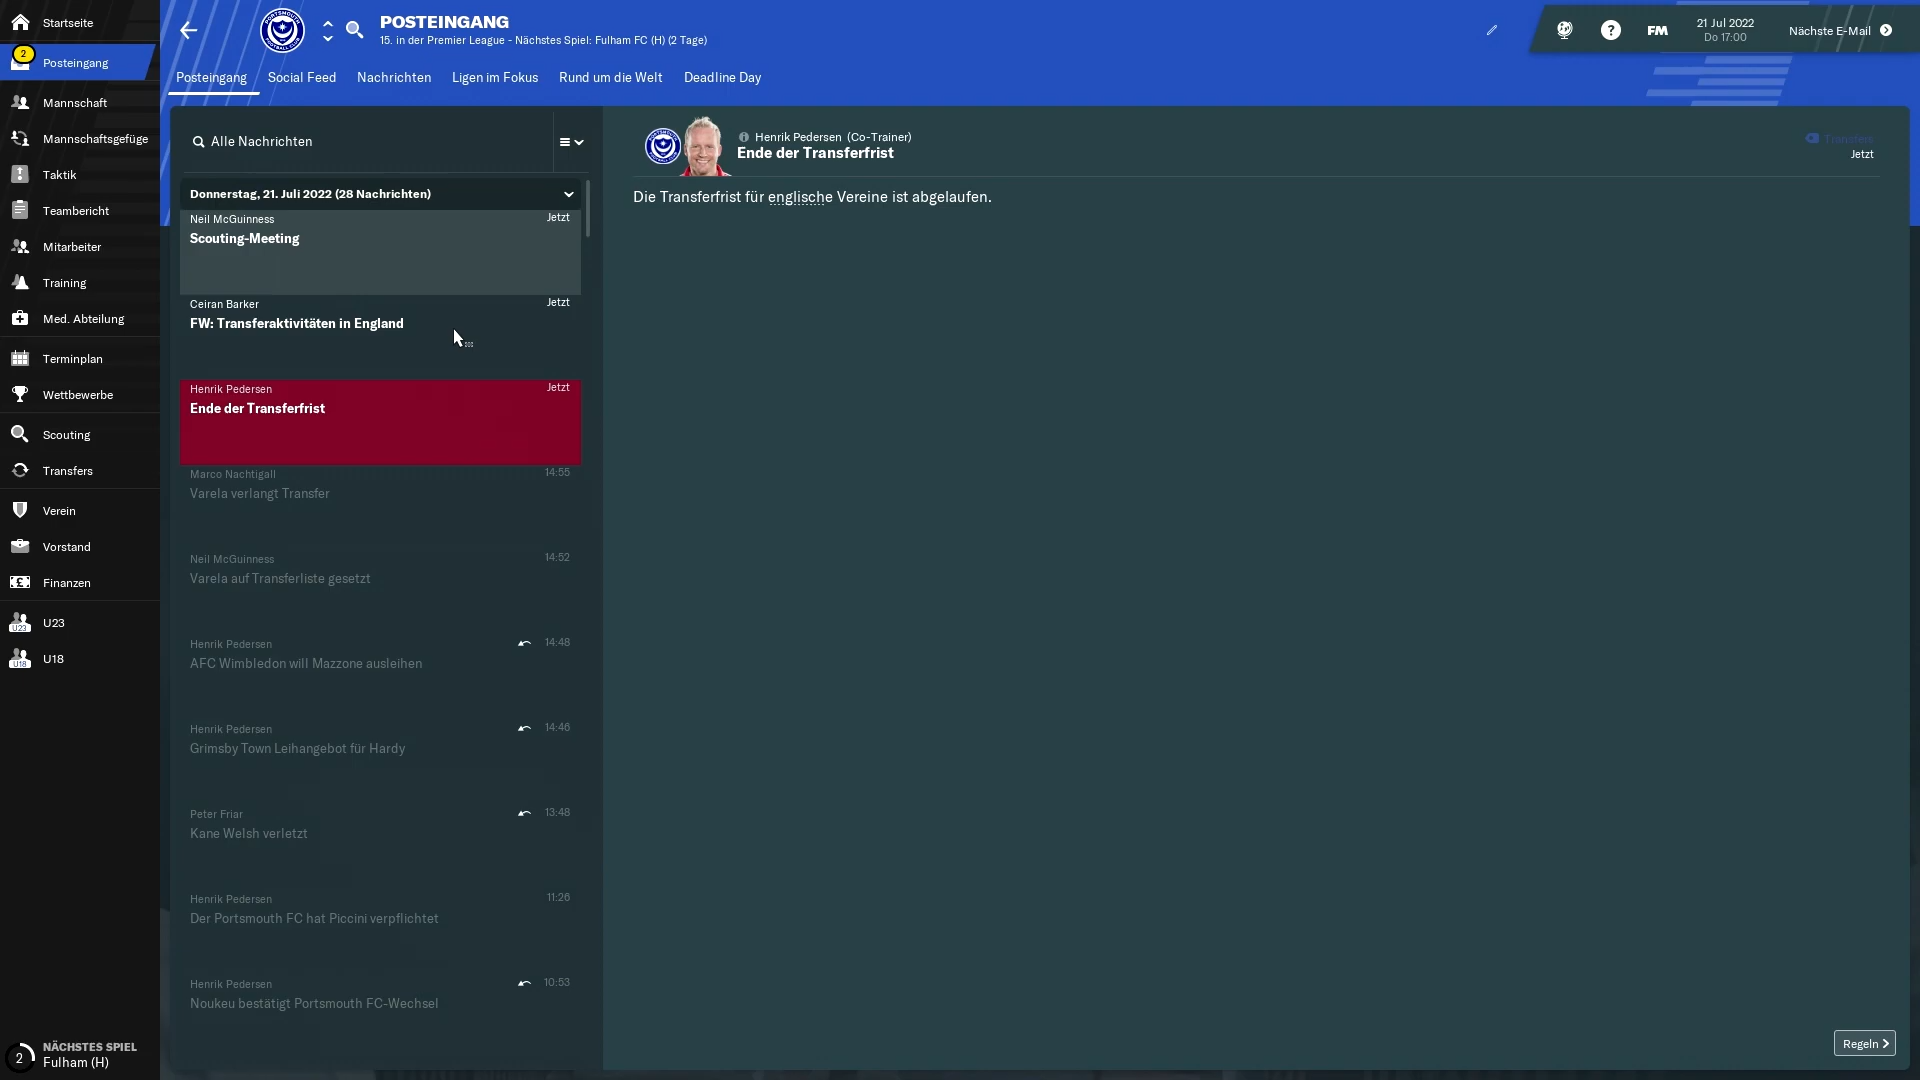 Startseite
2
Posteingang
Mannschaft
Mannschaftsgefüge
Taktik
Teambericht
Mitarbeiter
Training
Med. Abteilung
Terminplan
Wettbewerbe
Scouting
Transfers
Verein
Vorstand
Finanzen
U23
U23
U18
U18
2
NÄCHSTES SPIEL
Fulham (H)
POSTEINGANG
15. in der Premier League - Nächstes Spiel: Fulham FC (H) (2 Tage)
?
FM
21 Jul 2022
Do 17:00
Nächste E-Mail
Posteingang
Social Feed
Nachrichten
Ligen im Fokus
Rund um die Welt
Deadline Day
Alle Nachrichten
Donnerstag, 21. Juli 2022 (28 Nachrichten)
Neil McGuinness
Jetzt
Scouting-Meeting
Ceiran Barker
Jetzt
FW: Transferaktivitäten in England
Henrik Pedersen
Jetzt
Ende der Transferfrist
Marco Nachtigall
14:55
Varela verlangt Transfer
Neil McGuinness
14:52
Varela auf Transferliste gesetzt
Henrik Pedersen
14:48
AFC Wimbledon will Mazzone ausleihen
Henrik Pedersen
14:46
Grimsby Town Leihangebot für Hardy
Peter Friar
13:48
Kane Welsh verletzt
Henrik Pedersen
11:26
Der Portsmouth FC hat Piccini verpflichtet
Henrik Pedersen
10:53
Noukeu bestätigt Portsmouth FC-Wechsel
Henrik Pedersen (Co-Trainer)
Ende der Transferfrist
Transfers
Jetzt
Die Transferfrist für englische Vereine ist abgelaufen.
Regeln